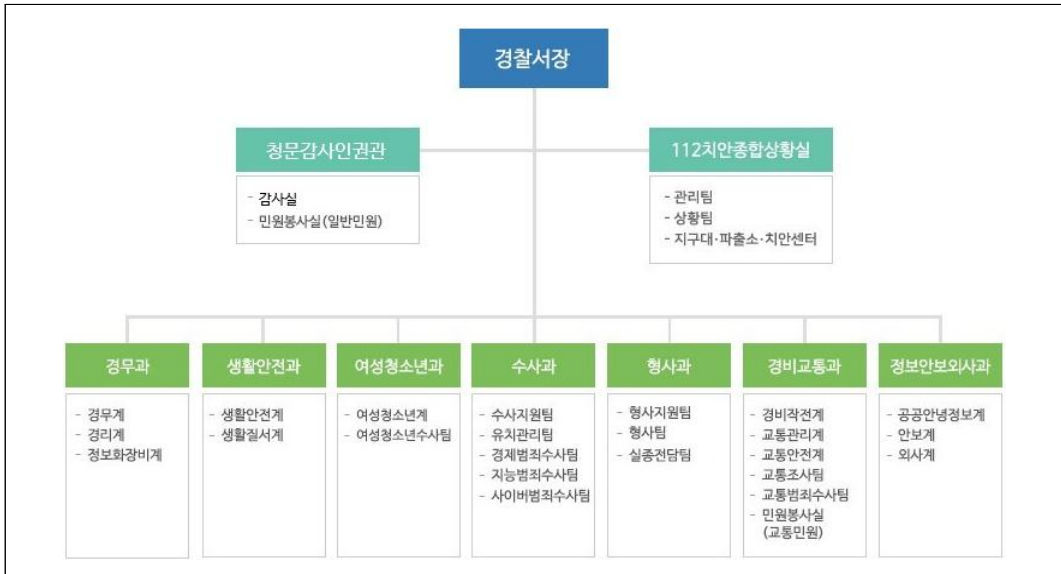 경찰서장
청문감사인권관
- 감사실
- 민원봉사실(일반민원)
112치안종합상황실
- 관리팀
- 상황팀
- 지구대·파출소·치안센터
경무과
- 경무계
- 경리계
- 정보화장비계
생활안전과
- 생활안전계
- 생활질서계
여성청소년과
- 여성청소년계
- 여성청소년수사팀
수사과
- 수사지원팀
- 유치관리팀
- 경제범죄수사팀
- 지능범죄수사팀
- 사이버범죄수사팀
형사과
- 형사지원팀
- 형사팀
- 실종전담팀
경비교통과
- 경비작전계
- 교통관리계
- 교통안전계
- 교통조사팀
- 교통범죄수사팀
- 민원봉사실
(교통민원)
정보안보외사과
- 공공안녕정보계
- 안보계
- 외사계